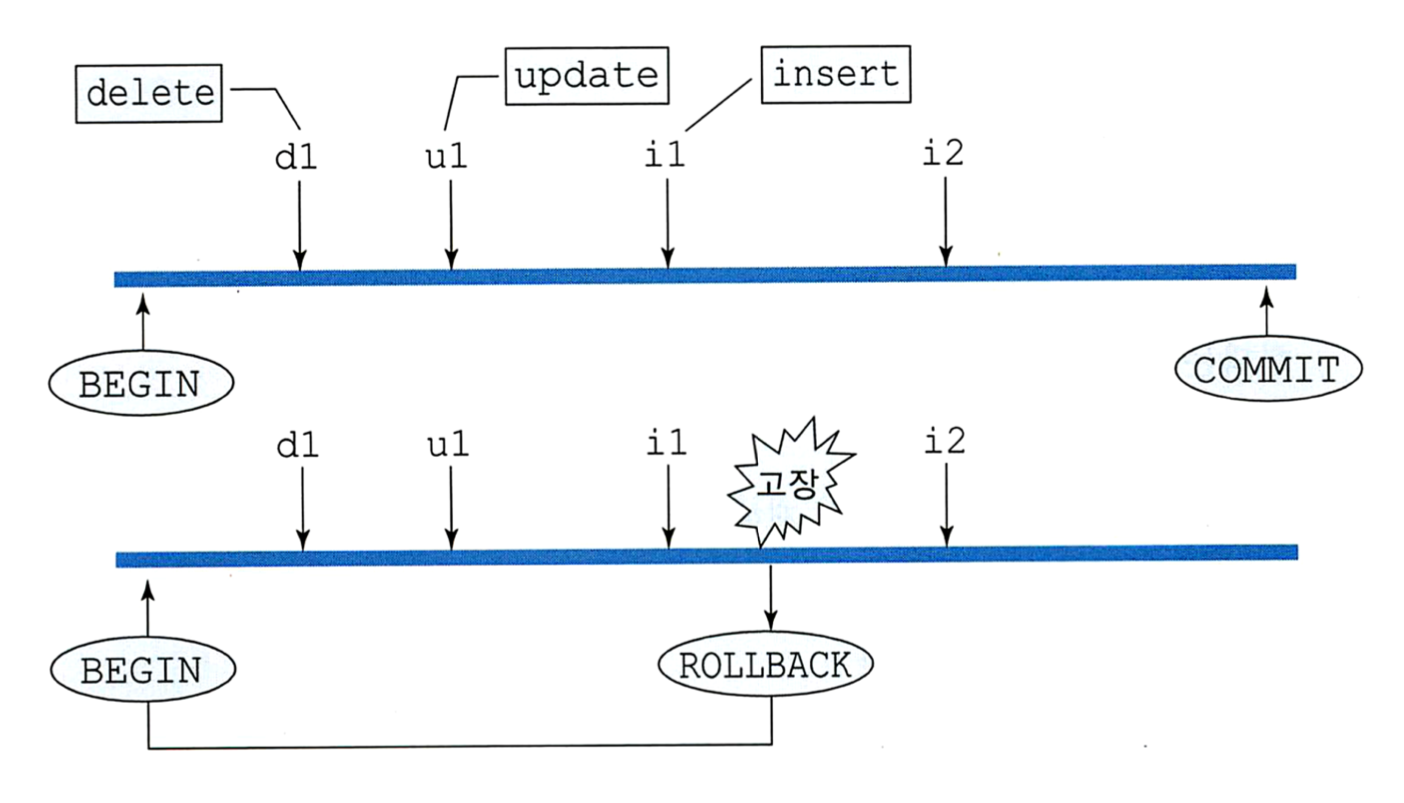 delete
update
insert
d1
u1
i1
i2
BEGIN
COMMIT
d1
u1
i1
고장
i2
BEGIN
ROLLBACK